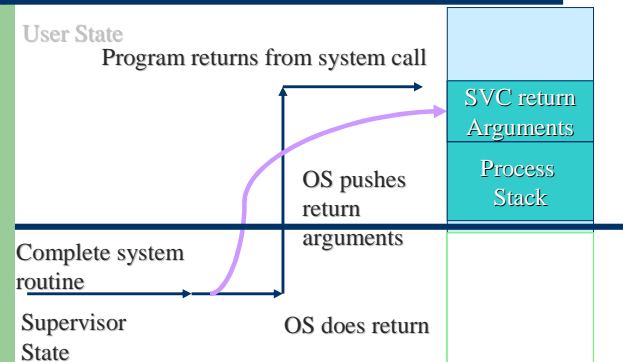 User State
Program returns from system call
SVC return
Arguments
Process
Stack
OS pushes
return
arguments
Complete system
routine
Supervisor
State
OS does return